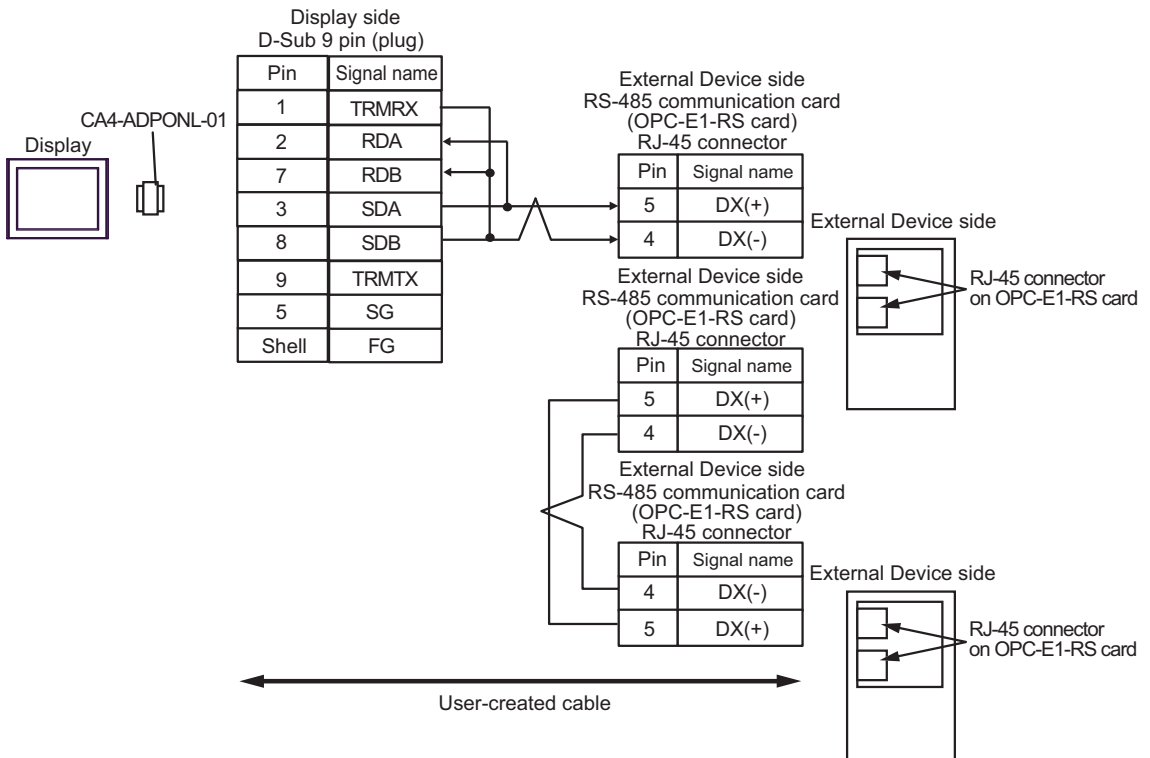 Display side
D-Sub 9 pin (plug)
Pin Signal name
1 TRMRX
2 RDA
7 RDB
3 SDA
8 SDB
9 TRMTX
5 SG
Shell FG
CA4-ADPONL-01
Display
External Device side
RS-485 communication card
(OPC-E1-RS card)
RJ-45 connector
Pin Signal name
5 DX(+)
4 DX(-)
External Device side
RJ-45 connector
on OPC-E1-RS card
External Device side
RS-485 communication card
(OPC-E1-RS card)
RJ-45 connector
Pin Signal name
5 DX(+)
4 DX(-)
External Device side
RS-485 communication card
(OPC-E1-RS card)
RJ-45 connector
Pin Signal name
4 DX(-)
5 DX(+)
External Device side
RJ-45 connector
on OPC-E1-RS card
User-created cable